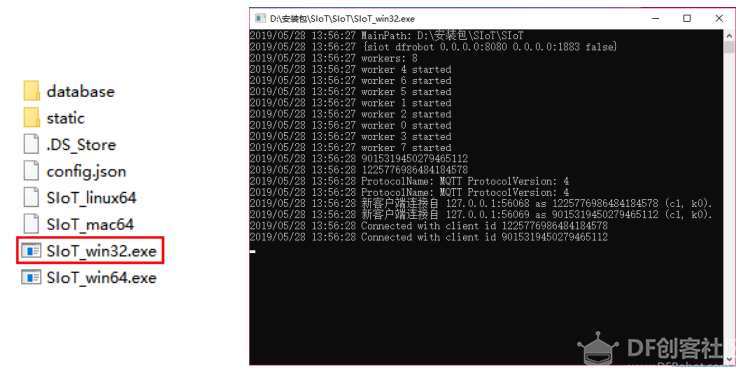 database
static
.DS_Store
config.json
SIoT_linux64
SIoT_mac64
SIoT_win32.exe
SIoT_win64.exe
D:\安装包\SIoT\SIoT\SIoT_win32.exe
2019/05/28 13:56:27 MainPath: D:\安装包\SIoT\SIoT
2019/05/28 13:56:27 {siot dfrobot 0.0.0.0:8080 0.0.0.0:1883 false}
2019/05/28 13:56:27 workers: 8
2019/05/28 13:56:27 worker 4 started
2019/05/28 13:56:27 worker 6 started
2019/05/28 13:56:27 worker 5 started
2019/05/28 13:56:27 worker 1 started
2019/05/28 13:56:27 worker 2 started
2019/05/28 13:56:27 worker 0 started
2019/05/28 13:56:27 worker 3 started
2019/05/28 13:56:27 worker 7 started
2019/05/28 13:56:28 9015319450279465112
2019/05/28 13:56:28 1225776986484184578
2019/05/28 13:56:28 ProtocolName: MQTT ProtocolVersion: 4
2019/05/28 13:56:28 ProtocolName: MQTT ProtocolVersion: 4
2019/05/28 13:56:28 新客户端连接自 127.0.0.1:56068 as 1225776986484184578 (c1, k0).
2019/05/28 13:56:28 新客户端连接自 127.0.0.1:56069 as 9015319450279465112 (c1, k0).
2019/05/28 13:56:28 Connected with client id 1225776986484184578
2019/05/28 13:56:28 Connected with client id 9015319450279465112
DF创客社